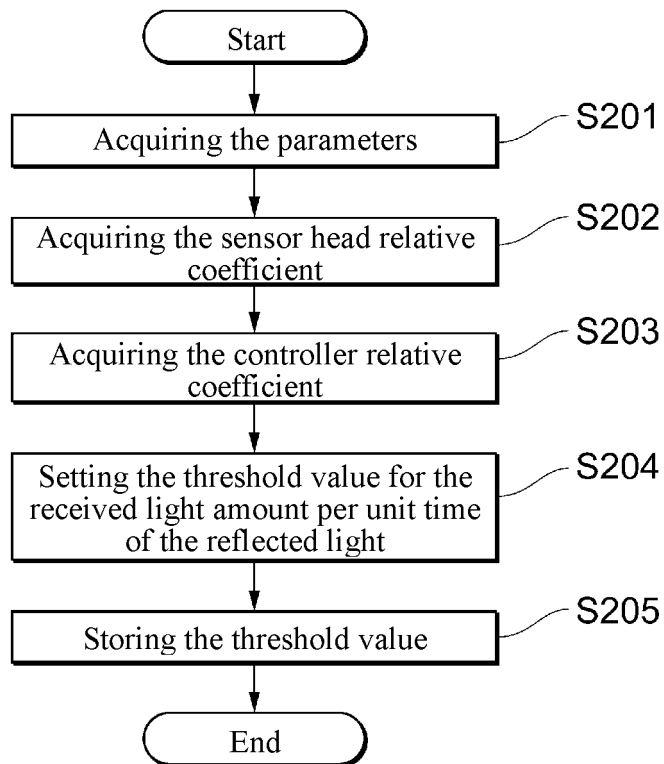 Start
Acquiring the parameters
S201
Acquiring the sensor head relative
coefficient
S202
Acquiring the controller relative
coefficient
S203
Setting the threshold value for the
received light amount per unit time
of the reflected light
S204
Storing the threshold value
S205
End